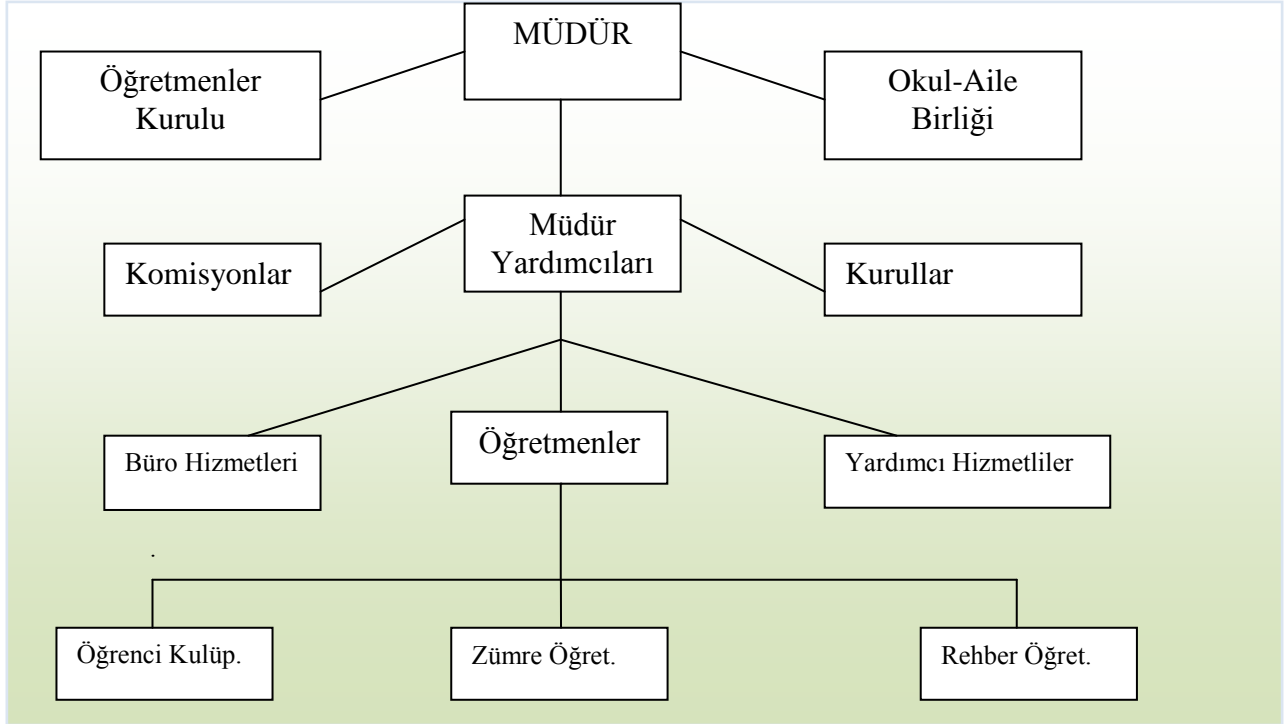 MÜDÜR
Öğretmenler
Kurulu
Okul-Aile
Birliği
Müdür
Yardımcıları
Komisyonlar
Kurullar
Büro Hizmetleri
Öğretmenler
Yardımcı Hizmetliler
.
Öğrenci Kulüp.
Zümre Öğret.
Rehber Öğret.